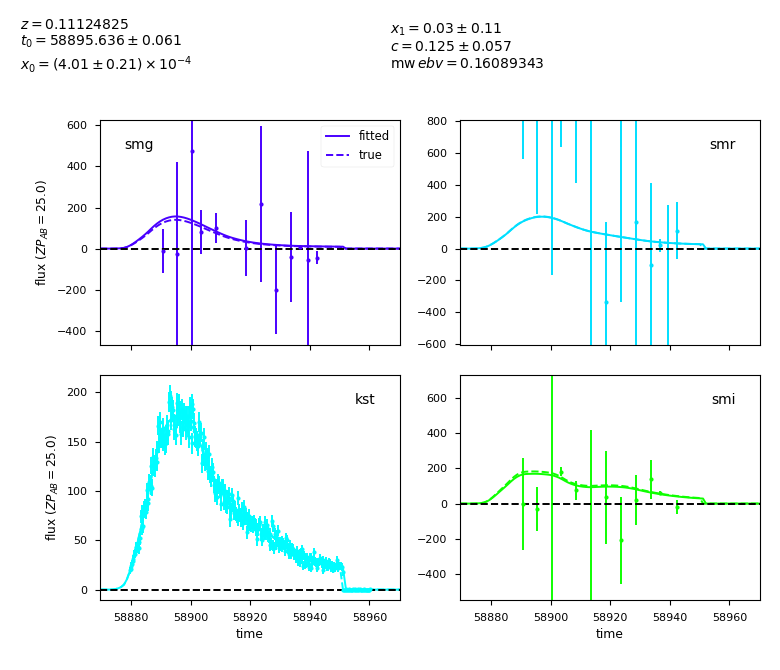 z = 0.11124825
t₀ = 58895.636 ± 0.061
x₀ = (4.01 ± 0.21) × 10⁻⁴
x₁ = 0.03 ± 0.11
c = 0.125 ± 0.057
mw ebv = 0.16089343
smg
fitted
true
600
400
200
0
−200
−400
flux (ZP_AB = 25.0)
smr
800
600
400
200
0
−200
−400
−600
kst
200
150
100
50
0
flux (ZP_AB = 25.0)
58880 58900 58920 58940 58960
time
smi
600
400
200
0
−200
−400
58880 58900 58920 58940 58960
time